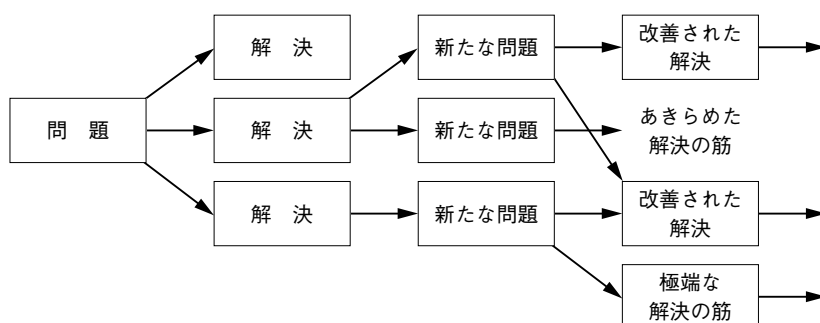 解　決
新たな問題
改善された
解決
問　題
解　決
新たな問題
あきらめた
解決の筋
解　決
新たな問題
改善された
解決
極端な
解決の筋